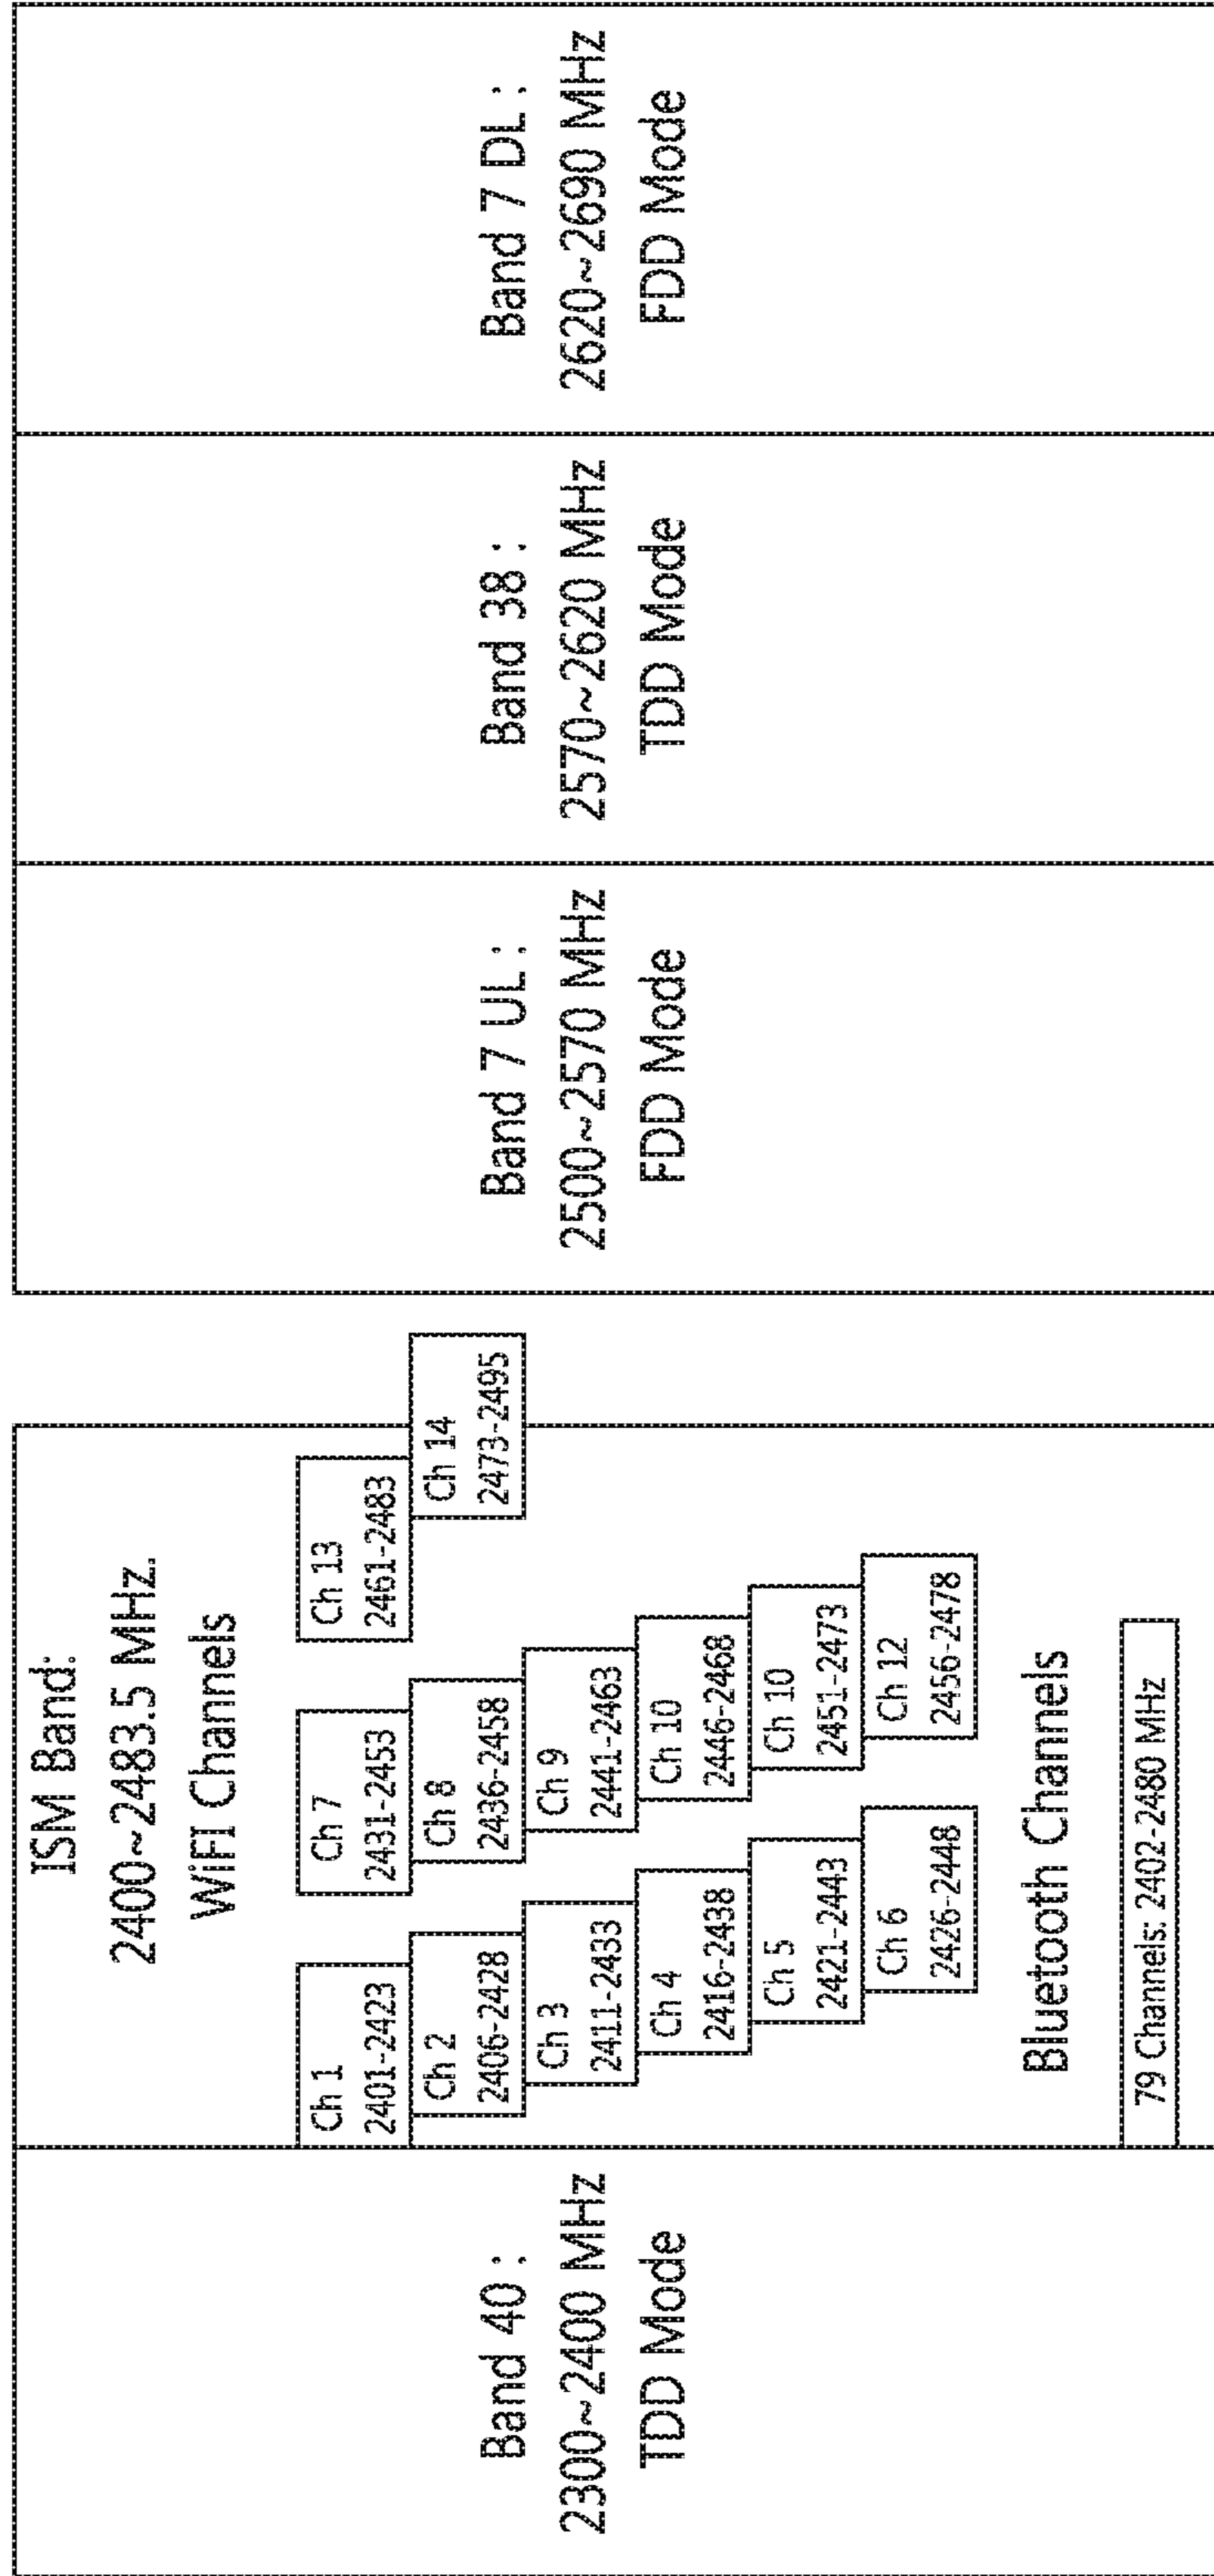 Band 40 :
2300~2400 MHz
TDD Mode
ISM Band:
2400~2483.5 MHz.
WiFI Channels
Ch 1
2401-2423
Ch 2
2406-2428
Ch 3
2411-2433
Ch 4
2416-2438
Ch 5
2421-2443
Ch 6
2426-2448
Ch 7
2431-2453
Ch 8
2436-2458
Ch 9
2441-2463
Ch 10
2446-2468
Ch 10
2451-2473
Ch 12
2456-2478
Ch 13
2461-2483
Ch 14
2473-2495
Bluetooth Channels
79 Channels: 2402-2480 MHz
Band 7 UL :
2500~2570 MHz
FDD Mode
Band 38 :
2570~2620 MHz
TDD Mode
Band 7 DL :
2620~2690 MHz
FDD Mode